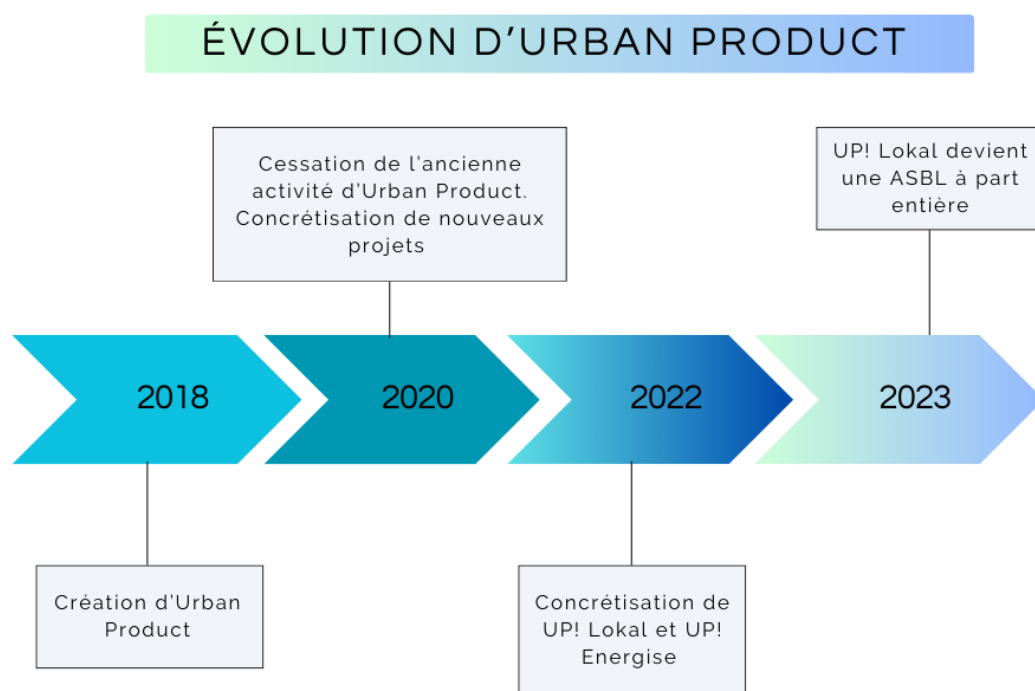 ÉVOLUTION D'URBAN PRODUCT
Cessation de l'ancienne
activité d'Urban Product.
Concrétisation de nouveaux
projets
UP! Lokal devient
une ASBL à part
entière
2018
2020
2022
2023
Création d'Urban
Product
Concrétisation de
UP! Lokal et UP!
Energise